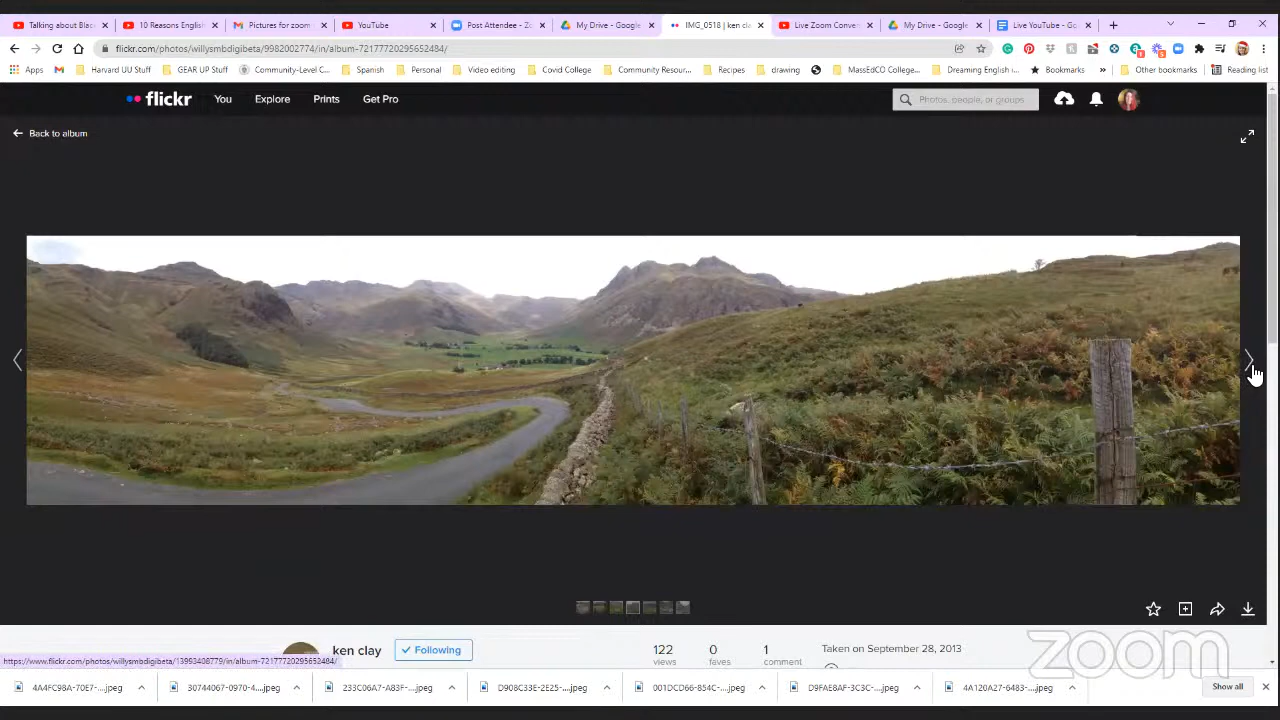 Talking about Blac
10 Reasons English
Pictures for zoom
YouTube
Post Attendee - Zo
My Drive - Google
IMG_0518 | ken cla
Live Zoom Conve
My Drive - Google
Live YouTube - Go
flickr.com/photos/willysmbdigibeta/9982002774/in/album-72177720295652484/
Apps
Harvard UU Stuff
GEAR UP Stuff
Community-Level C...
Spanish
Personal
Video editing
Covid College
Community Resour...
Recipes
drawing
MassEdCO College...
Dreaming English i...
Bookmarks
»
Other bookmarks
Reading list
flickr
You
Explore
Prints
Get Pro
Photos, people, or groups
Back to album
ken clay
Following
122
views
0
faves
1
comment
Taken on September 28, 2013
zoom
https://www.flickr.com/photos/willysmbdigibeta/13993408779/in/album-72177720295652484/
4A4FC98A-70E7-....jpeg
30744067-0970-4....jpeg
233C06A7-A83F-....jpeg
001DCD66-854C-....jpeg
D9FAE8AF-3C3C-....jpeg
4A120A27-6483-....jpeg
Show all